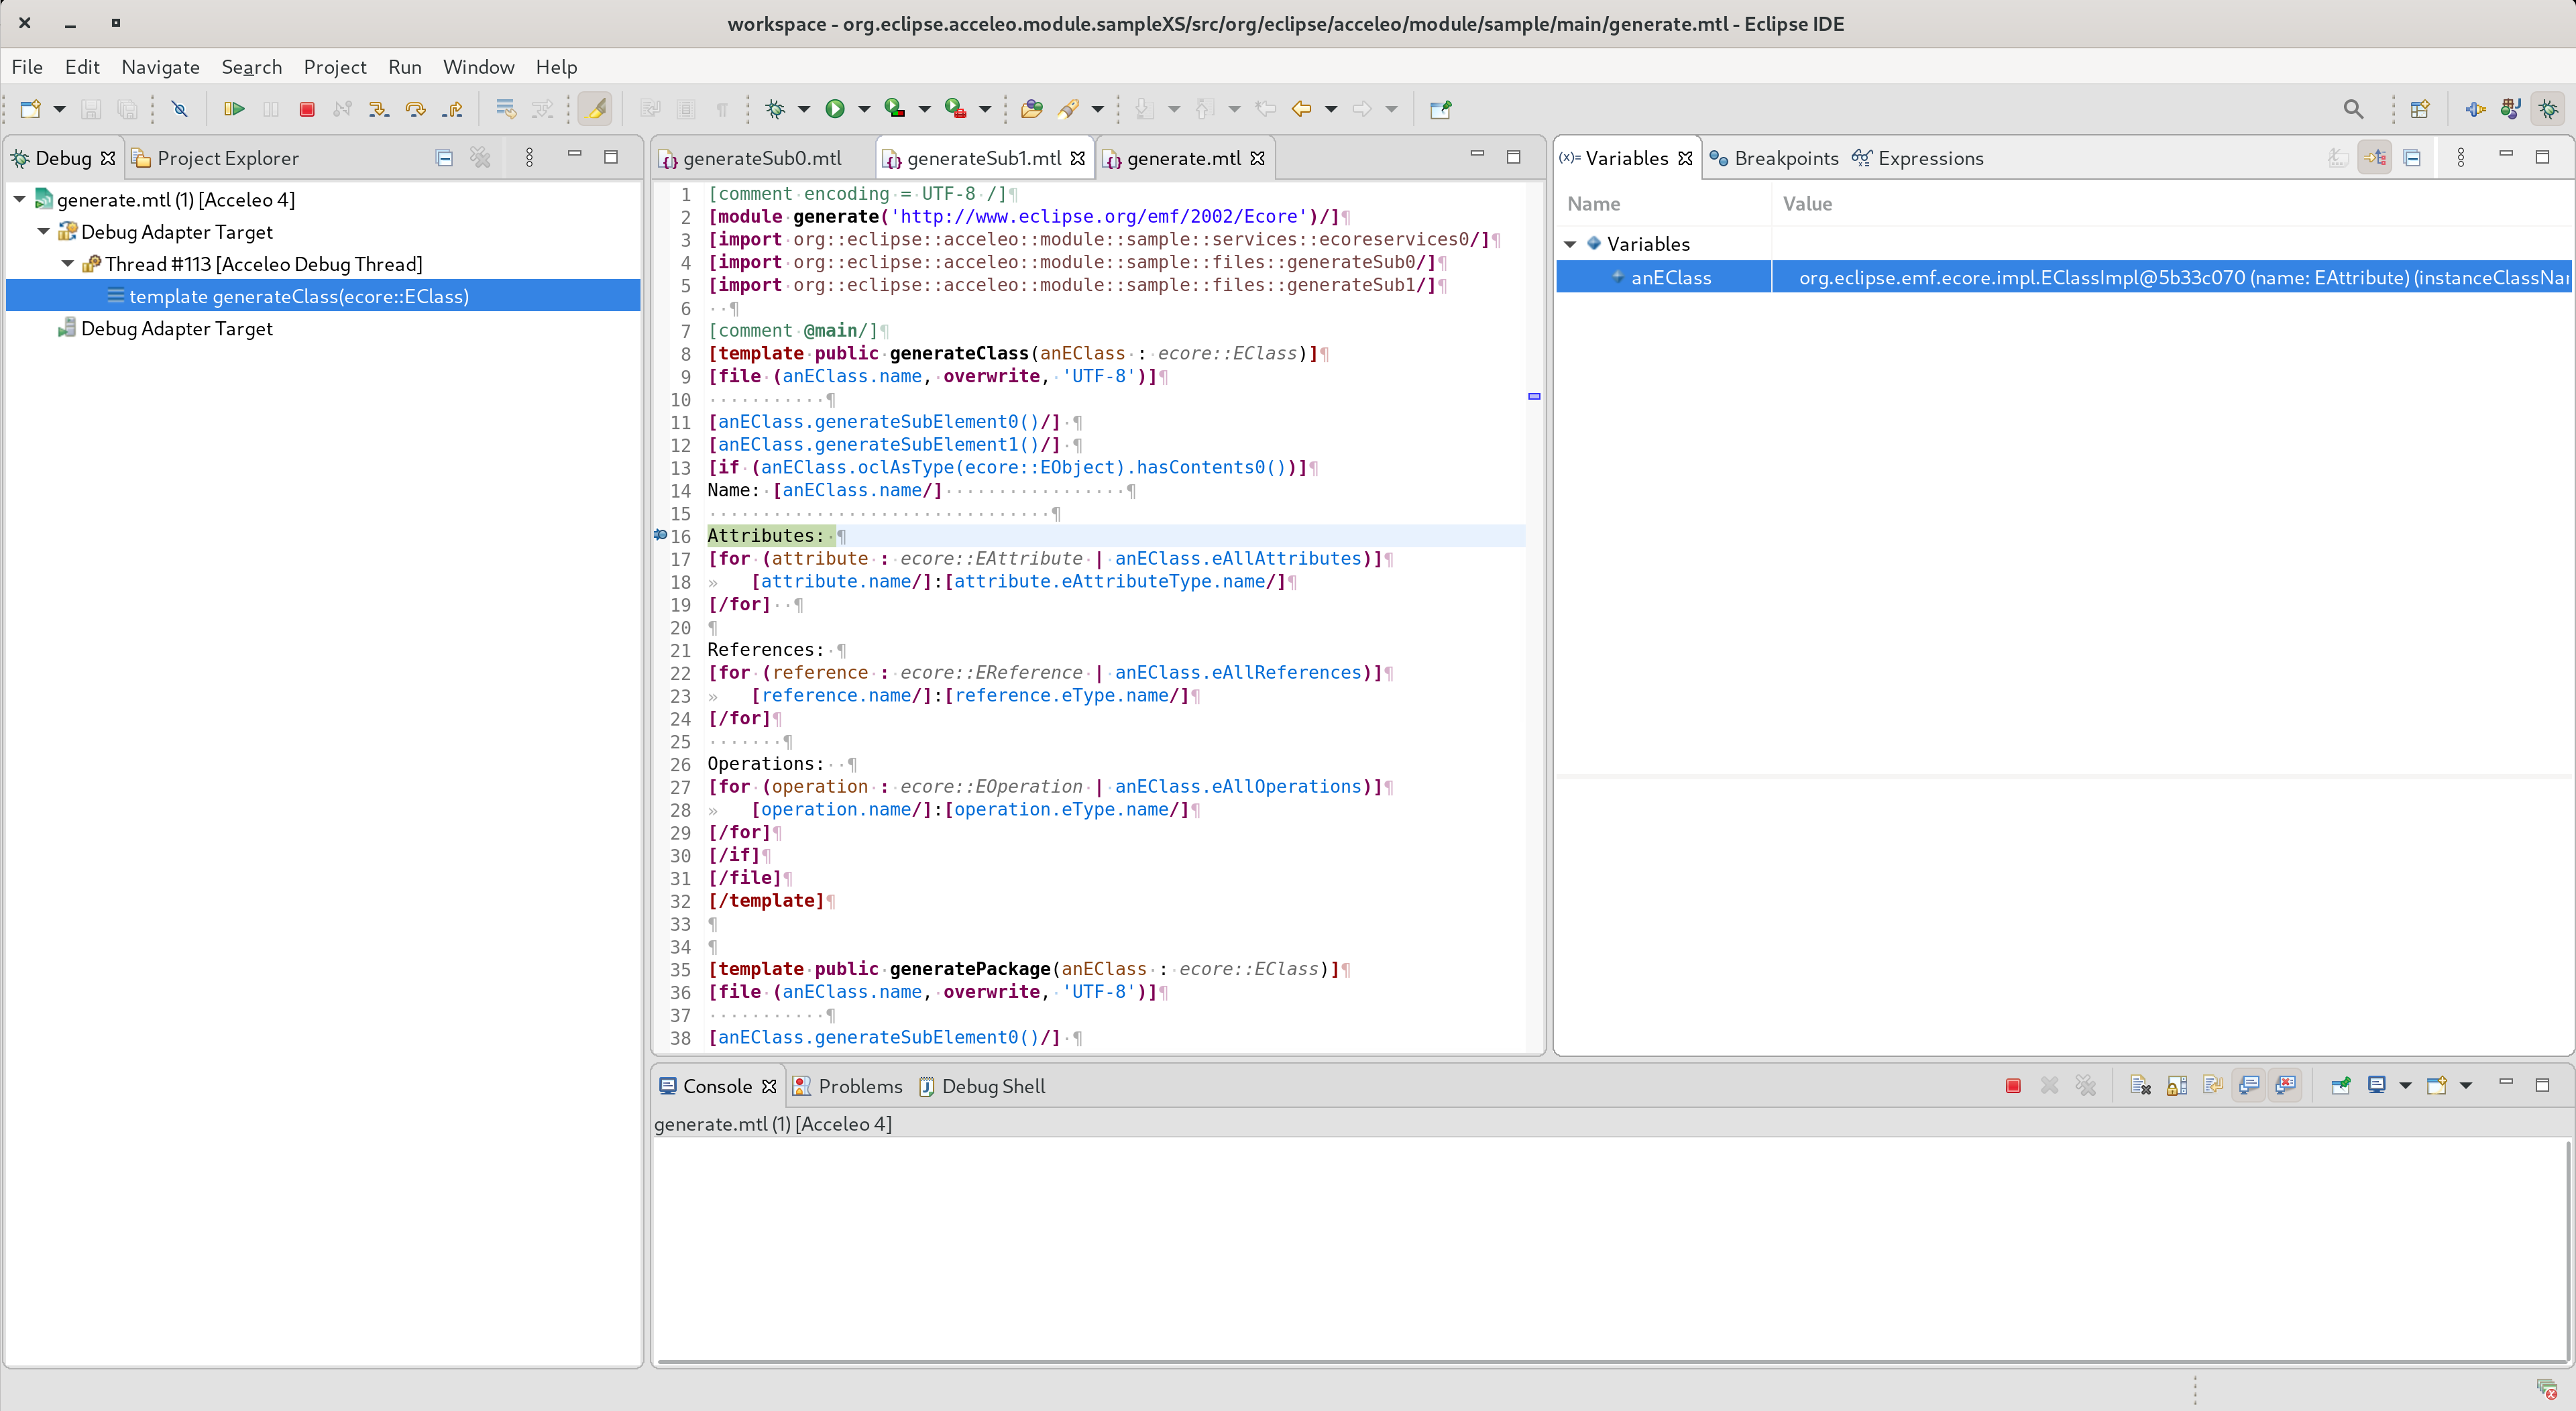 workspace - org.eclipse.acceleo.module.sampleXS/src/org/eclipse/acceleo/module/sample/main/generate.mtl - Eclipse IDE
File Edit Navigate Search Project Run Window Help
Debug Project Explorer
generate.mtl (1) [Acceleo 4]
Debug Adapter Target
Thread #113 [Acceleo Debug Thread]
template generateClass(ecore::EClass)
Debug Adapter Target
generateSub0.mtl generateSub1.mtl generate.mtl
1 [comment·encoding·=·UTF-8·/]¶
2 [module·generate('http://www.eclipse.org/emf/2002/Ecore')/]¶
3 [import·org::eclipse::acceleo::module::sample::services::ecoreservices0/]¶
4 [import·org::eclipse::acceleo::module::sample::files::generateSub0/]¶
5 [import·org::eclipse::acceleo::module::sample::files::generateSub1/]¶
6 ··¶
7 [comment·@main/]¶
8 [template·public·generateClass(anEClass·:·ecore::EClass)]¶
9 [file·(anEClass.name,·overwrite,·'UTF-8')]¶
10 ···········¶
11 [anEClass.generateSubElement0()/]·¶
12 [anEClass.generateSubElement1()/]·¶
13 [if·(anEClass.oclAsType(ecore::EObject).hasContents0())]¶
14 Name:·[anEClass.name/]·················¶
15 ································¶
16 Attributes:·¶
17 [for·(attribute·:·ecore::EAttribute·|·anEClass.eAllAttributes)]¶
18 »   [attribute.name/]:[attribute.eAttributeType.name/]¶
19 [/for]··¶
20 ¶
21 References:·¶
22 [for·(reference·:·ecore::EReference·|·anEClass.eAllReferences)]¶
23 »   [reference.name/]:[reference.eType.name/]¶
24 [/for]¶
25 ·······¶
26 Operations:··¶
27 [for·(operation·:·ecore::EOperation·|·anEClass.eAllOperations)]¶
28 »   [operation.name/]:[operation.eType.name/]¶
29 [/for]¶
30 [/if]¶
31 [/file]¶
32 [/template]¶
33 ¶
34 ¶
35 [template·public·generatePackage(anEClass·:·ecore::EClass)]¶
36 [file·(anEClass.name,·overwrite,·'UTF-8')]¶
37 ···········¶
38 [anEClass.generateSubElement0()/]·¶
(x)= Variables Breakpoints Expressions
Name Value
Variables
anEClass org.eclipse.emf.ecore.impl.EClassImpl@5b33c070 (name: EAttribute) (instanceClassNa
Console Problems Debug Shell
generate.mtl (1) [Acceleo 4]